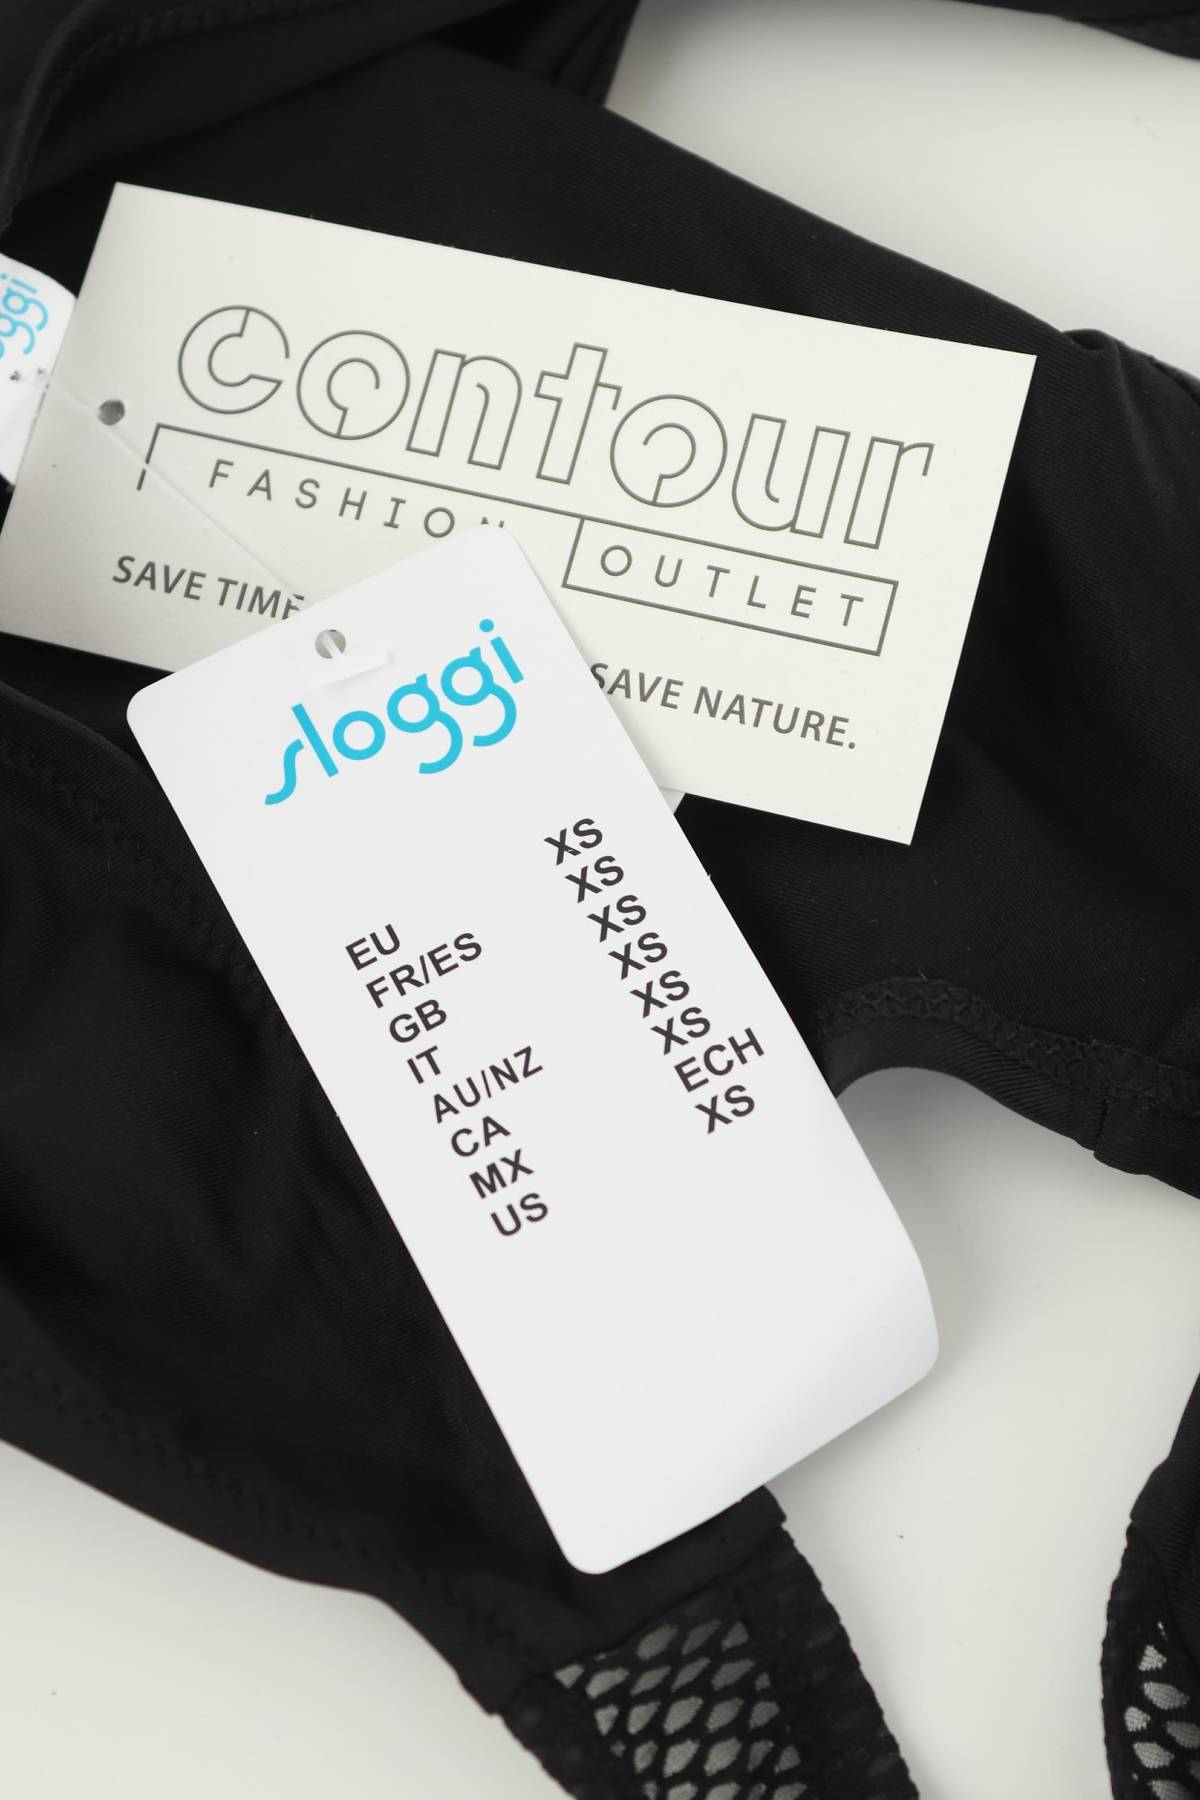 contour
FASHION
OUTLET
SAVE TIME
SAVE NATURE.
sloggi
EU XS
FR/ES XS
GB XS
IT XS
AU/NZ XS
CA XS
MX ECH
US XS